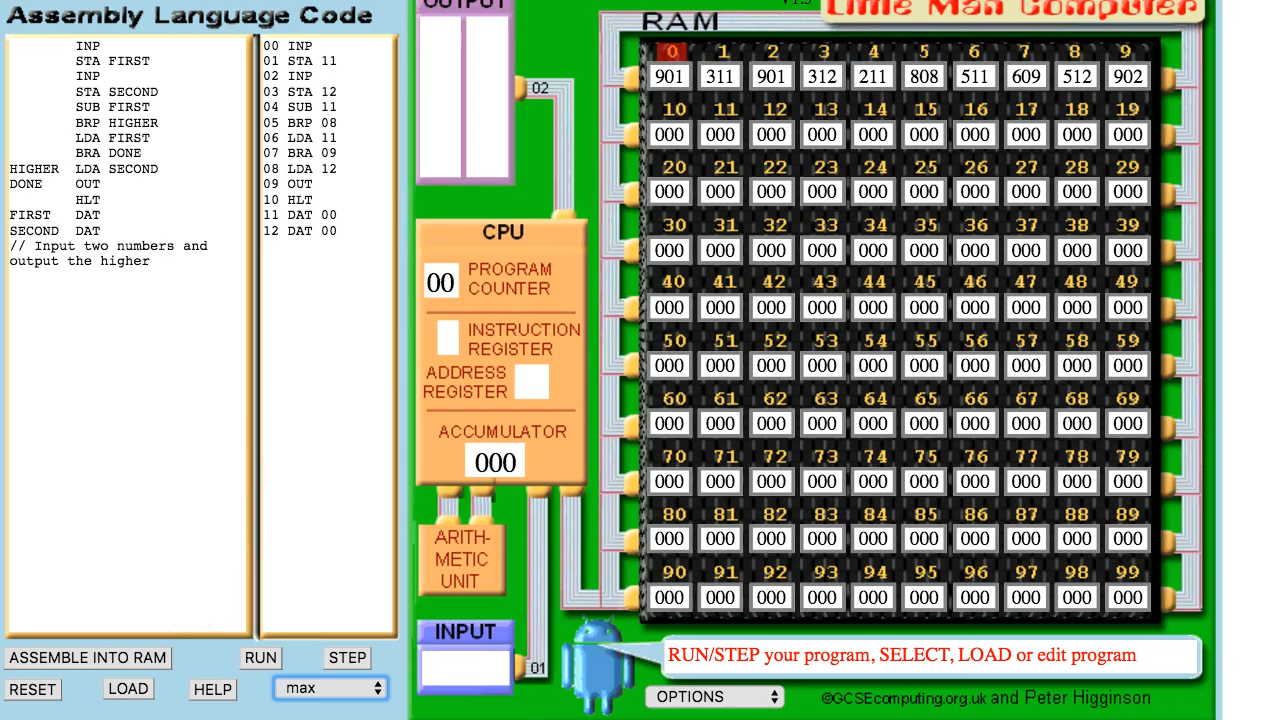 Assembly Language Code
INP
STA FIRST
INP
STA SECOND
SUB FIRST
BRP HIGHER
LDA FIRST
BRA DONE
HIGHER LDA SECOND
DONE OUT
HLT
FIRST DAT
SECOND DAT
// Input two numbers and
output the higher
00 INP
01 STA 11
02 INP
03 STA 12
04 SUB 11
05 BRP 08
06 LDA 11
07 BRA 09
08 LDA 12
09 OUT
10 HLT
11 DAT 00
12 DAT 00
ASSEMBLE INTO RAM RUN STEP
RESET LOAD HELP max
OUTPUT
02
CPU
00 PROGRAM
COUNTER
INSTRUCTION
REGISTER
ADDRESS
REGISTER
ACCUMULATOR
000
ARITH-
METIC
UNIT
INPUT
01
Little Man Computer
RAM
0 1 2 3 4 5 6 7 8 9
901 311 901 312 211 808 511 609 512 902
10 11 12 13 14 15 16 17 18 19
000 000 000 000 000 000 000 000 000 000
20 21 22 23 24 25 26 27 28 29
000 000 000 000 000 000 000 000 000 000
30 31 32 33 34 35 36 37 38 39
000 000 000 000 000 000 000 000 000 000
40 41 42 43 44 45 46 47 48 49
000 000 000 000 000 000 000 000 000 000
50 51 52 53 54 55 56 57 58 59
000 000 000 000 000 000 000 000 000 000
60 61 62 63 64 65 66 67 68 69
000 000 000 000 000 000 000 000 000 000
70 71 72 73 74 75 76 77 78 79
000 000 000 000 000 000 000 000 000 000
80 81 82 83 84 85 86 87 88 89
000 000 000 000 000 000 000 000 000 000
90 91 92 93 94 95 96 97 98 99
000 000 000 000 000 000 000 000 000 000
RUN/STEP your program, SELECT, LOAD or edit program
OPTIONS
©GCSEcomputing.org.uk and Peter Higginson